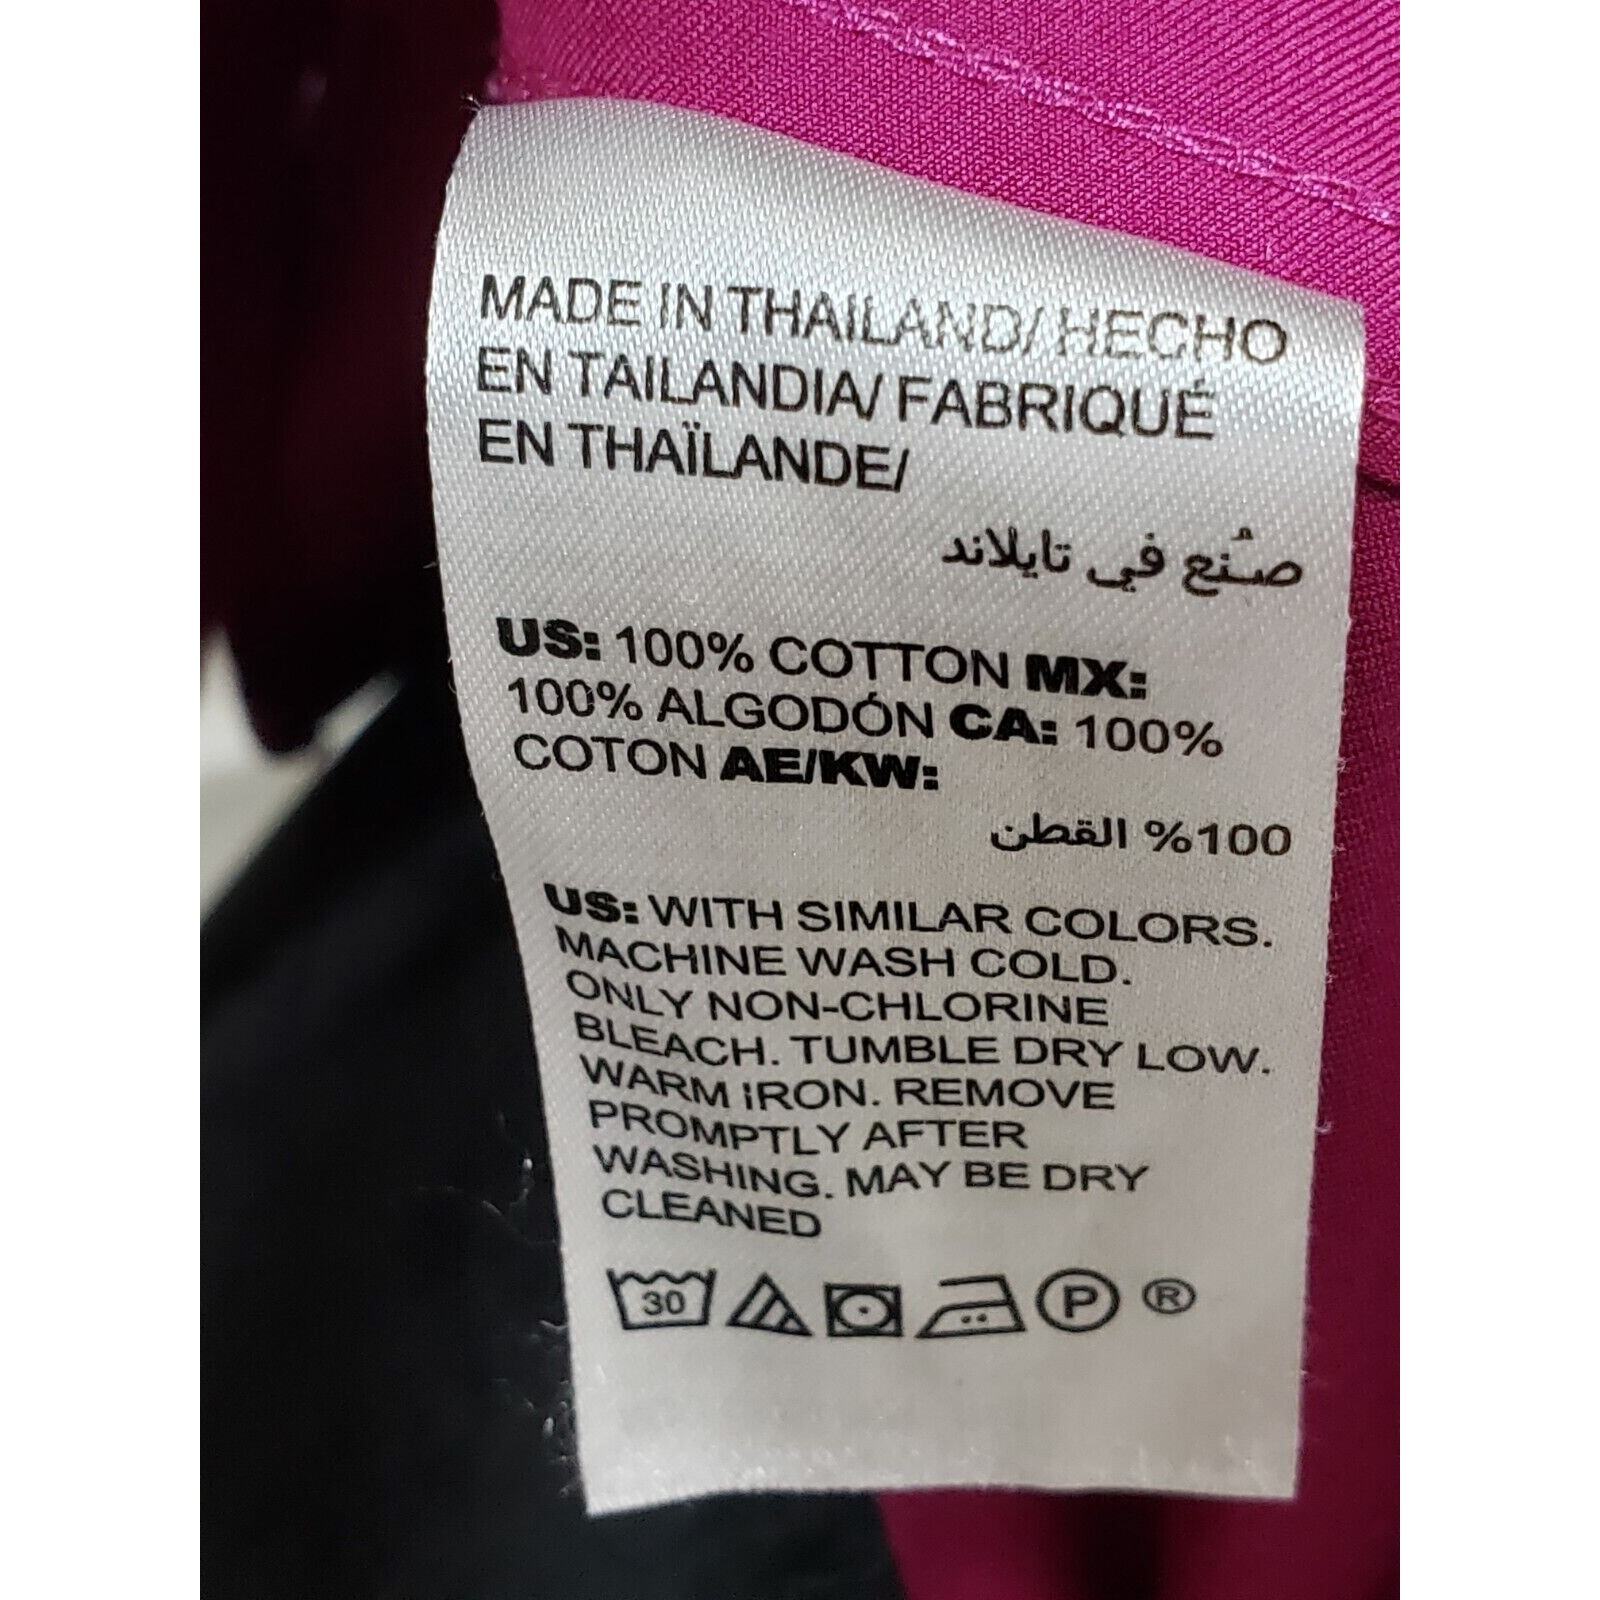 MADE IN THAILAND/ HECHO
EN TAILANDIA/ FABRIQUÉ
EN THAÏLANDE/
صُنع في تايلاند
US: 100% COTTON MX:
100% ALGODÓN CA: 100%
COTON AE/KW:
100% القطن
US: WITH SIMILAR COLORS.
MACHINE WASH COLD.
ONLY NON-CHLORINE
BLEACH. TUMBLE DRY LOW.
WARM IRON. REMOVE
PROMPTLY AFTER
WASHING. MAY BE DRY
CLEANED
30 P ®